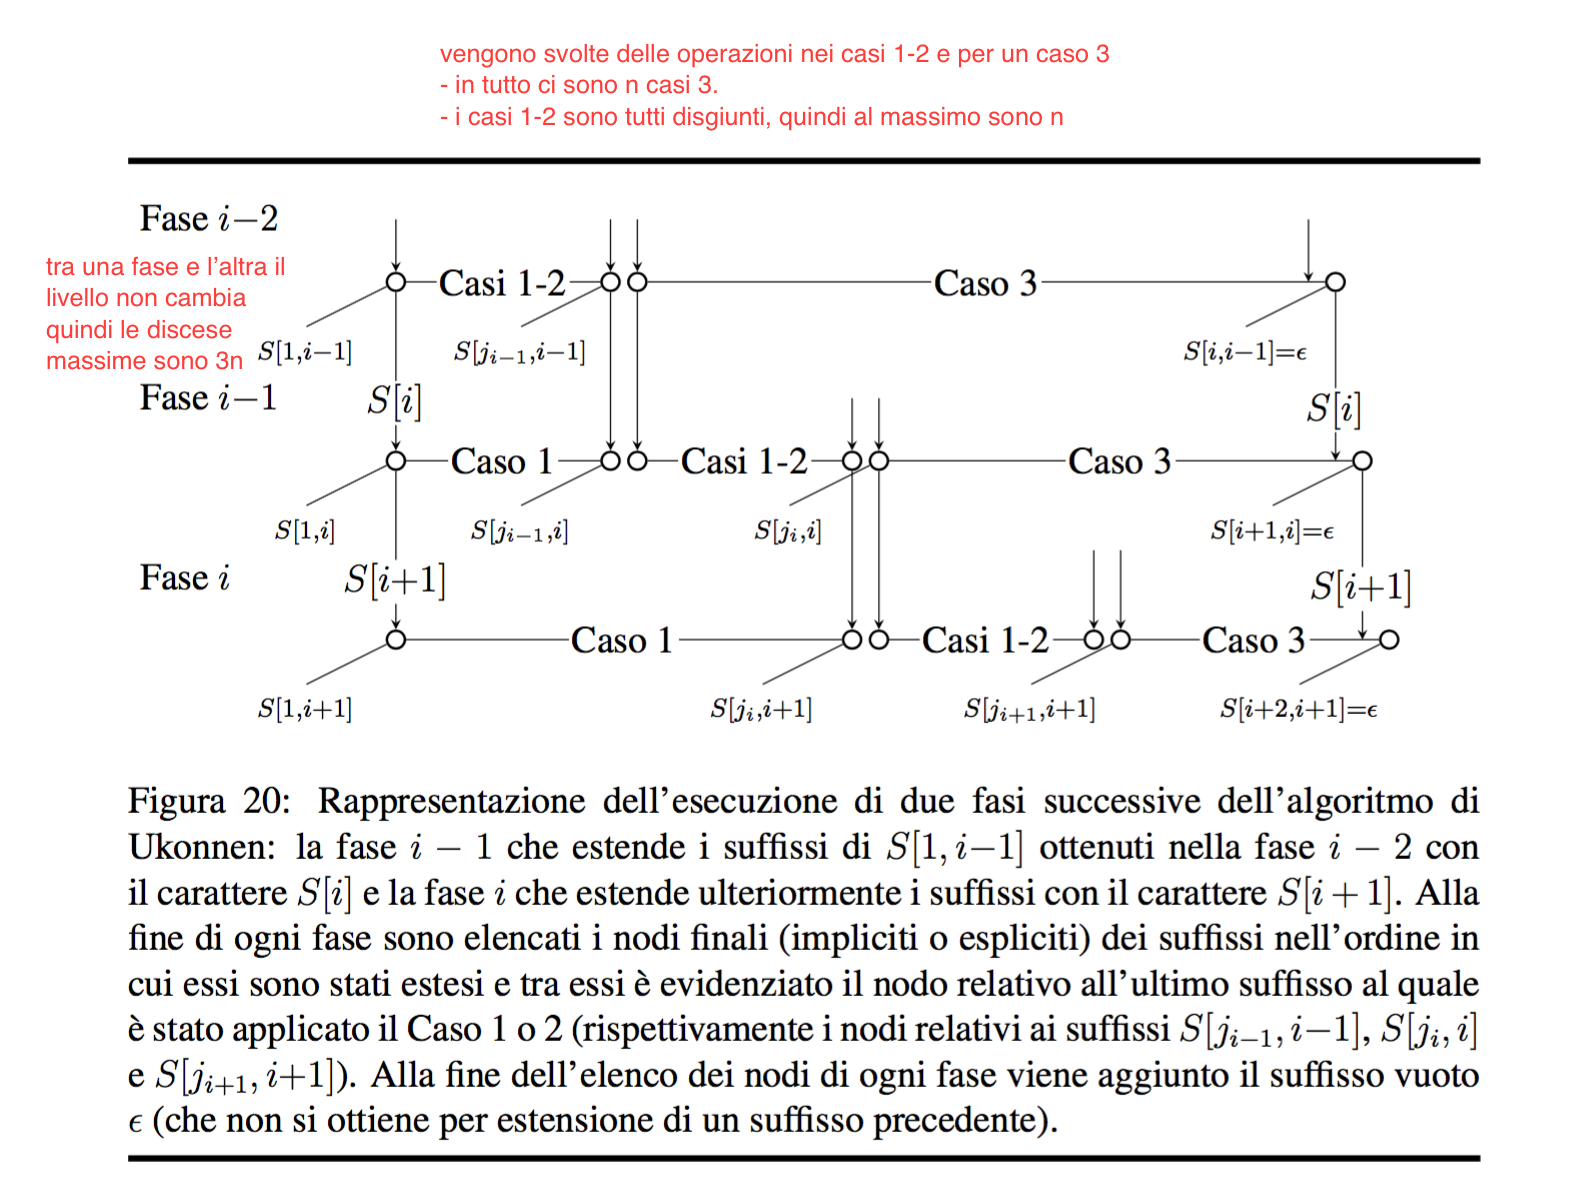 vengono svolte delle operazioni nei casi 1-2 e per un caso 3
- in tutto ci sono n casi 3.
- i casi 1-2 sono tutti disgiunti, quindi al massimo sono n
Fase i−2
tra una fase e l’altra il
livello non cambia
quindi le discese
massime sono 3n
Casi 1-2
Caso 3
S[1,i−1]
S[j_{i−1},i−1]
S[i,i−1]=ϵ
Fase i−1
S[i]
S[i]
Caso 1
Casi 1-2
Caso 3
S[1,i]
S[j_{i−1},i]
S[j_i,i]
S[i+1,i]=ϵ
Fase i
S[i+1]
S[i+1]
Caso 1
Casi 1-2
Caso 3
S[1,i+1]
S[j_i,i+1]
S[j_{i+1},i+1]
S[i+2,i+1]=ϵ
Figura 20: Rappresentazione dell’esecuzione di due fasi successive dell’algoritmo di
Ukonnen: la fase i − 1 che estende i suffissi di S[1, i−1] ottenuti nella fase i − 2 con
il carattere S[i] e la fase i che estende ulteriormente i suffissi con il carattere S[i + 1]. Alla
fine di ogni fase sono elencati i nodi finali (impliciti o espliciti) dei suffissi nell’ordine in
cui essi sono stati estesi e tra essi è evidenziato il nodo relativo all’ultimo suffisso al quale
è stato applicato il Caso 1 o 2 (rispettivamente i nodi relativi ai suffissi S[j_{i−1}, i−1], S[j_i, i]
e S[j_{i+1}, i+1]). Alla fine dell’elenco dei nodi di ogni fase viene aggiunto il suffisso vuoto
ϵ (che non si ottiene per estensione di un suffisso precedente).